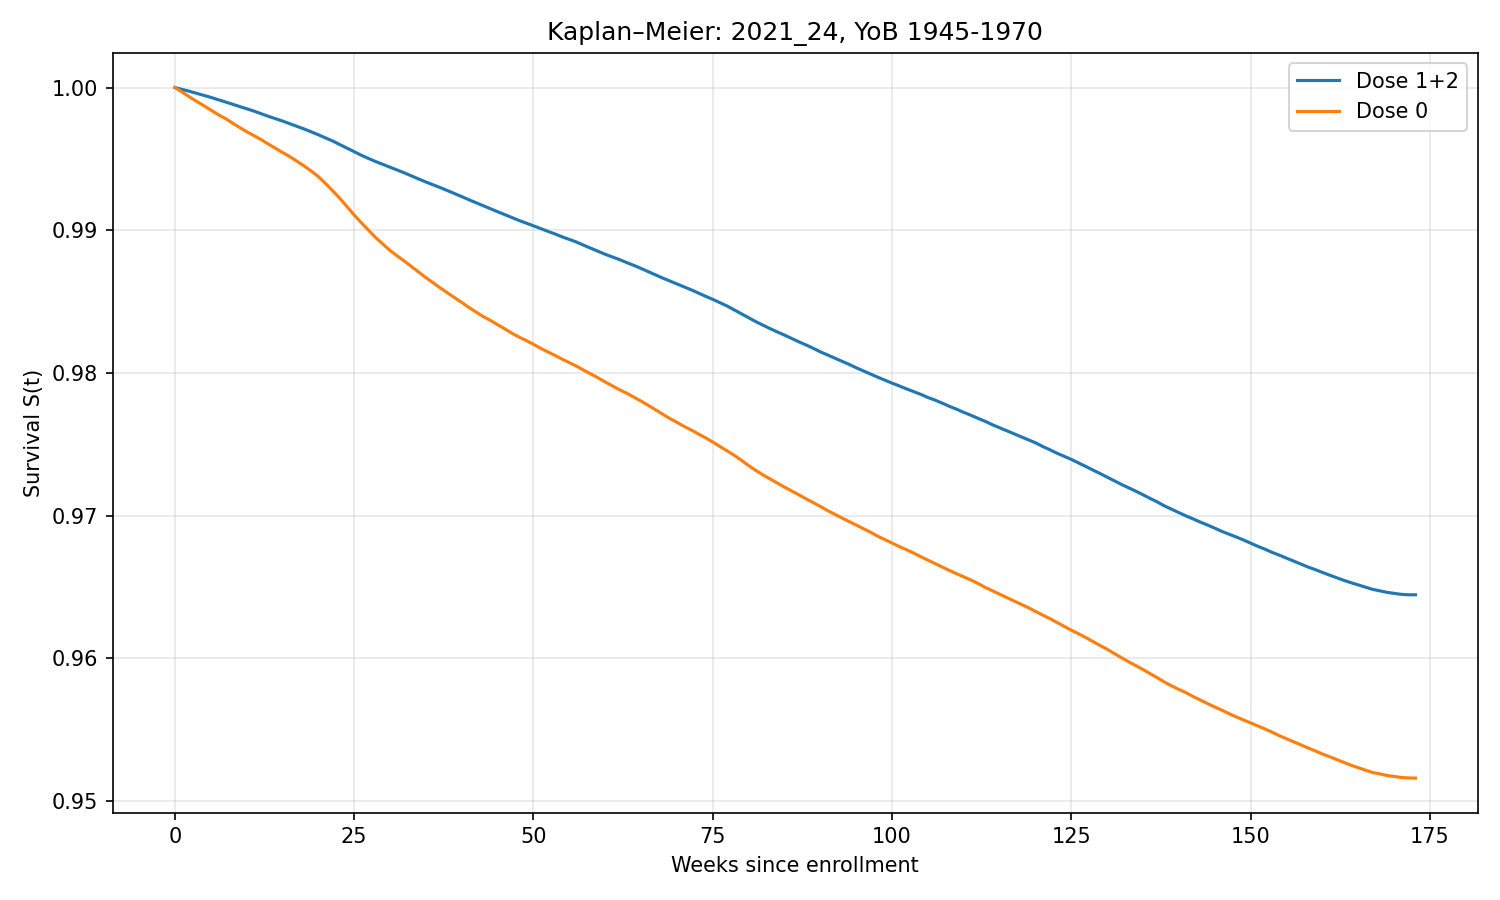 Kaplan–Meier: 2021_24, YoB 1945-1970
Dose 1+2
Dose 0
Survival S(t)
1.00
0.99
0.98
0.97
0.96
0.95
0 25 50 75 100 125 150 175
Weeks since enrollment